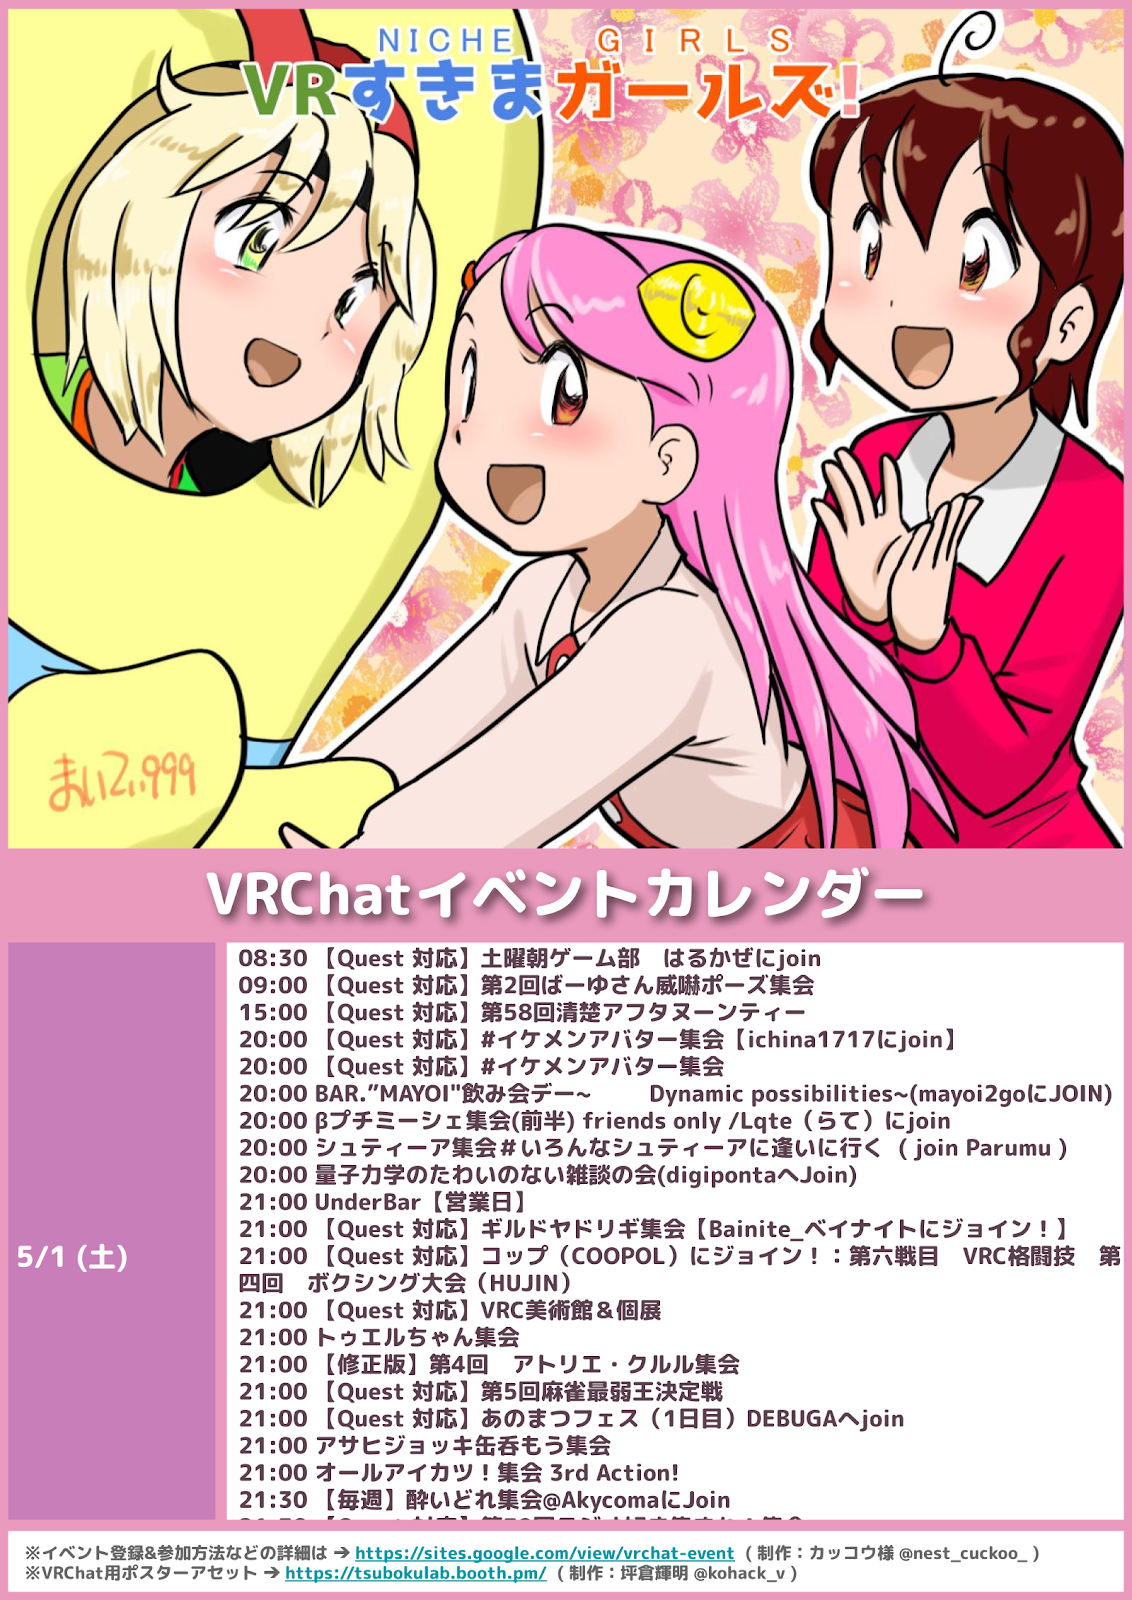 NICHE GIRLS
VRすきまガールズ!
まいてぃ999
VRChatイベントカレンダー
5/1 (土)
08:30 【Quest 対応】土曜朝ゲーム部　はるかぜにjoin
09:00 【Quest 対応】第2回ばーゆさん威嚇ポーズ集会
15:00 【Quest 対応】第58回清楚アフタヌーンティー
20:00 【Quest 対応】#イケメンアバター集会【ichina1717にjoin】
20:00 【Quest 対応】#イケメンアバター集会
20:00 BAR.”MAYOI"飲み会デー~　　Dynamic possibilities~(mayoi2goにJOIN)
20:00 βプチミーシェ集会(前半) friends only /Lqte（らて）にjoin
20:00 シュティーア集会＃いろんなシュティーアに逢いに行く ( join Parumu )
20:00 量子力学のたわいのない雑談の会(digipontaへJoin)
21:00 UnderBar【営業日】
21:00 【Quest 対応】ギルドヤドリギ集会【Bainite_ベイナイトにジョイン！】
21:00 【Quest 対応】コップ（COOPOL）にジョイン！：第六戦目　VRC格闘技　第
四回　ボクシング大会（HUJIN）
21:00 【Quest 対応】VRC美術館＆個展
21:00 トゥエルちゃん集会
21:00 【修正版】第4回　アトリエ・クルル集会
21:00 【Quest 対応】第5回麻雀最弱王決定戦
21:00 【Quest 対応】あのまつフェス（1日目）DEBUGAへjoin
21:00 アサヒジョッキ缶呑もう集会
21:00 オールアイカツ！集会 3rd Action!
21:30 【毎週】酔いどれ集会@AkycomaにJoin
※イベント登録&参加方法などの詳細は ➔ https://sites.google.com/view/vrchat-event ( 制作：カッコウ様 @nest_cuckoo_ )
※VRChat用ポスターアセット ➔ https://tsubokulab.booth.pm/ ( 制作：坪倉輝明 @kohack_v )